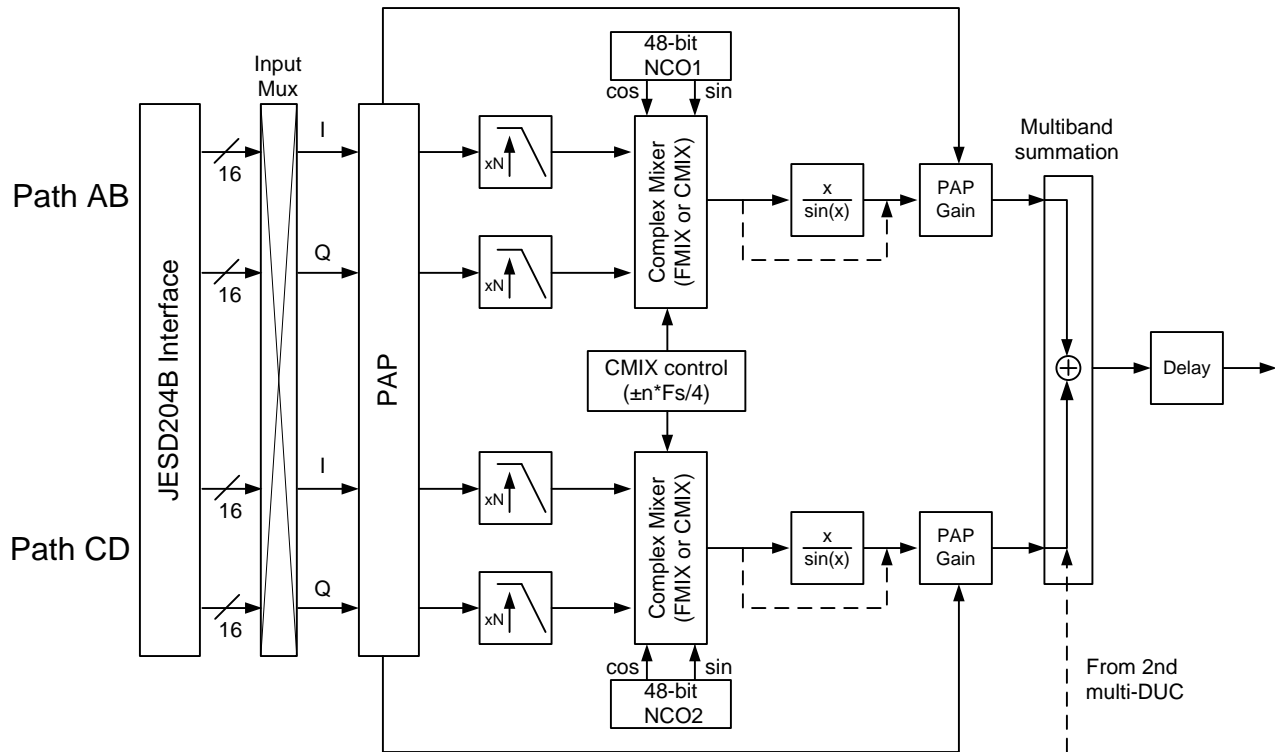 48-bit
NCO1
cos
sin
Input
Mux
I
16
Path AB
Q
16
JESD204B Interface
PAP
xN
xN
Complex Mixer
(FMIX or CMIX)
x
sin(x)
PAP
Gain
Multiband
summation
CMIX control
(±n*Fs/4)
+
Delay
I
16
Path CD
Q
16
xN
xN
Complex Mixer
(FMIX or CMIX)
x
sin(x)
PAP
Gain
cos
sin
48-bit
NCO2
From 2nd
multi-DUC